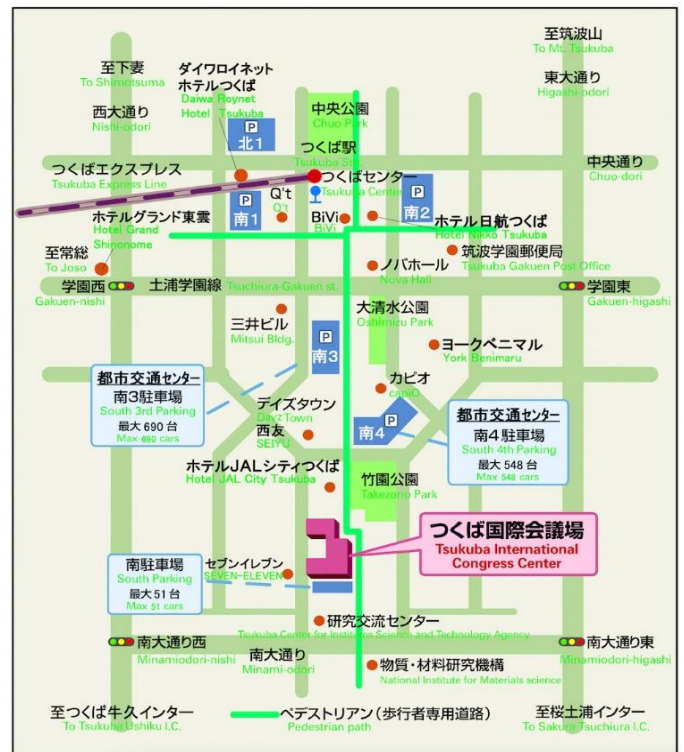 至筑波山
To Mt. Tsukuba
至下妻
To Shimotsuma
ダイワロイネット
ホテルつくば
Daiwa Roynet
Hotel Tsukuba
中央公園
Chuo Park
東大通り
Higashi-odori
西大通り
Nishi-odori
P
北1
つくば駅
Tsukuba Sta.
つくばエクスプレス
Tsukuba Express Line
つくばセンター
Tsukuba Center
中央通り
Chuo-dori
P
南1
Q't
Q't
BiVi
BiVi
P
南2
ホテルグランド東雲
Hotel Grand
Shinonome
ホテル日航つくば
Hotel Nikko Tsukuba
至常総
To Joso
筑波学園郵便局
Tsukuba Gakuen Post Office
ノバホール
Nova Hall
学園西
Gakuen-nishi
土浦学園線
Tsuchiura-Gakuen st.
学園東
Gakuen-higashi
大清水公園
Oshimizu Park
三井ビル
Mitsui Bldg.
P
南3
ヨークベニマル
York Benimaru
都市交通センター
南3駐車場
South 3rd Parking
最大690台
Max 690 cars
カピオ
capiO
デイズタウン
DayzTown
西友
SEIYU
P
南4
都市交通センター
南4駐車場
South 4th Parking
最大548台
Max 548 cars
ホテルJALシティつくば
Hotel JAL City Tsukuba
竹園公園
Takezono Park
つくば国際会議場
Tsukuba International
Congress Center
南駐車場
South Parking
最大51台
Max 51 cars
セブンイレブン
SEVEN-ELEVEN
研究交流センター
Tsukuba Center for Institutes Science and Technology Agency
南大通り西
Minamiodori-nishi
南大通り
Minami-odori
南大通り東
Minamiodori-higashi
物質・材料研究機構
National Institute for Materials science
至つくば牛久インター
To Tsukuba Ushiku I.C.
ペデストリアン（歩行者専用道路）
Pedestrian path
至桜土浦インター
To Sakura Tsuchiura I.C.